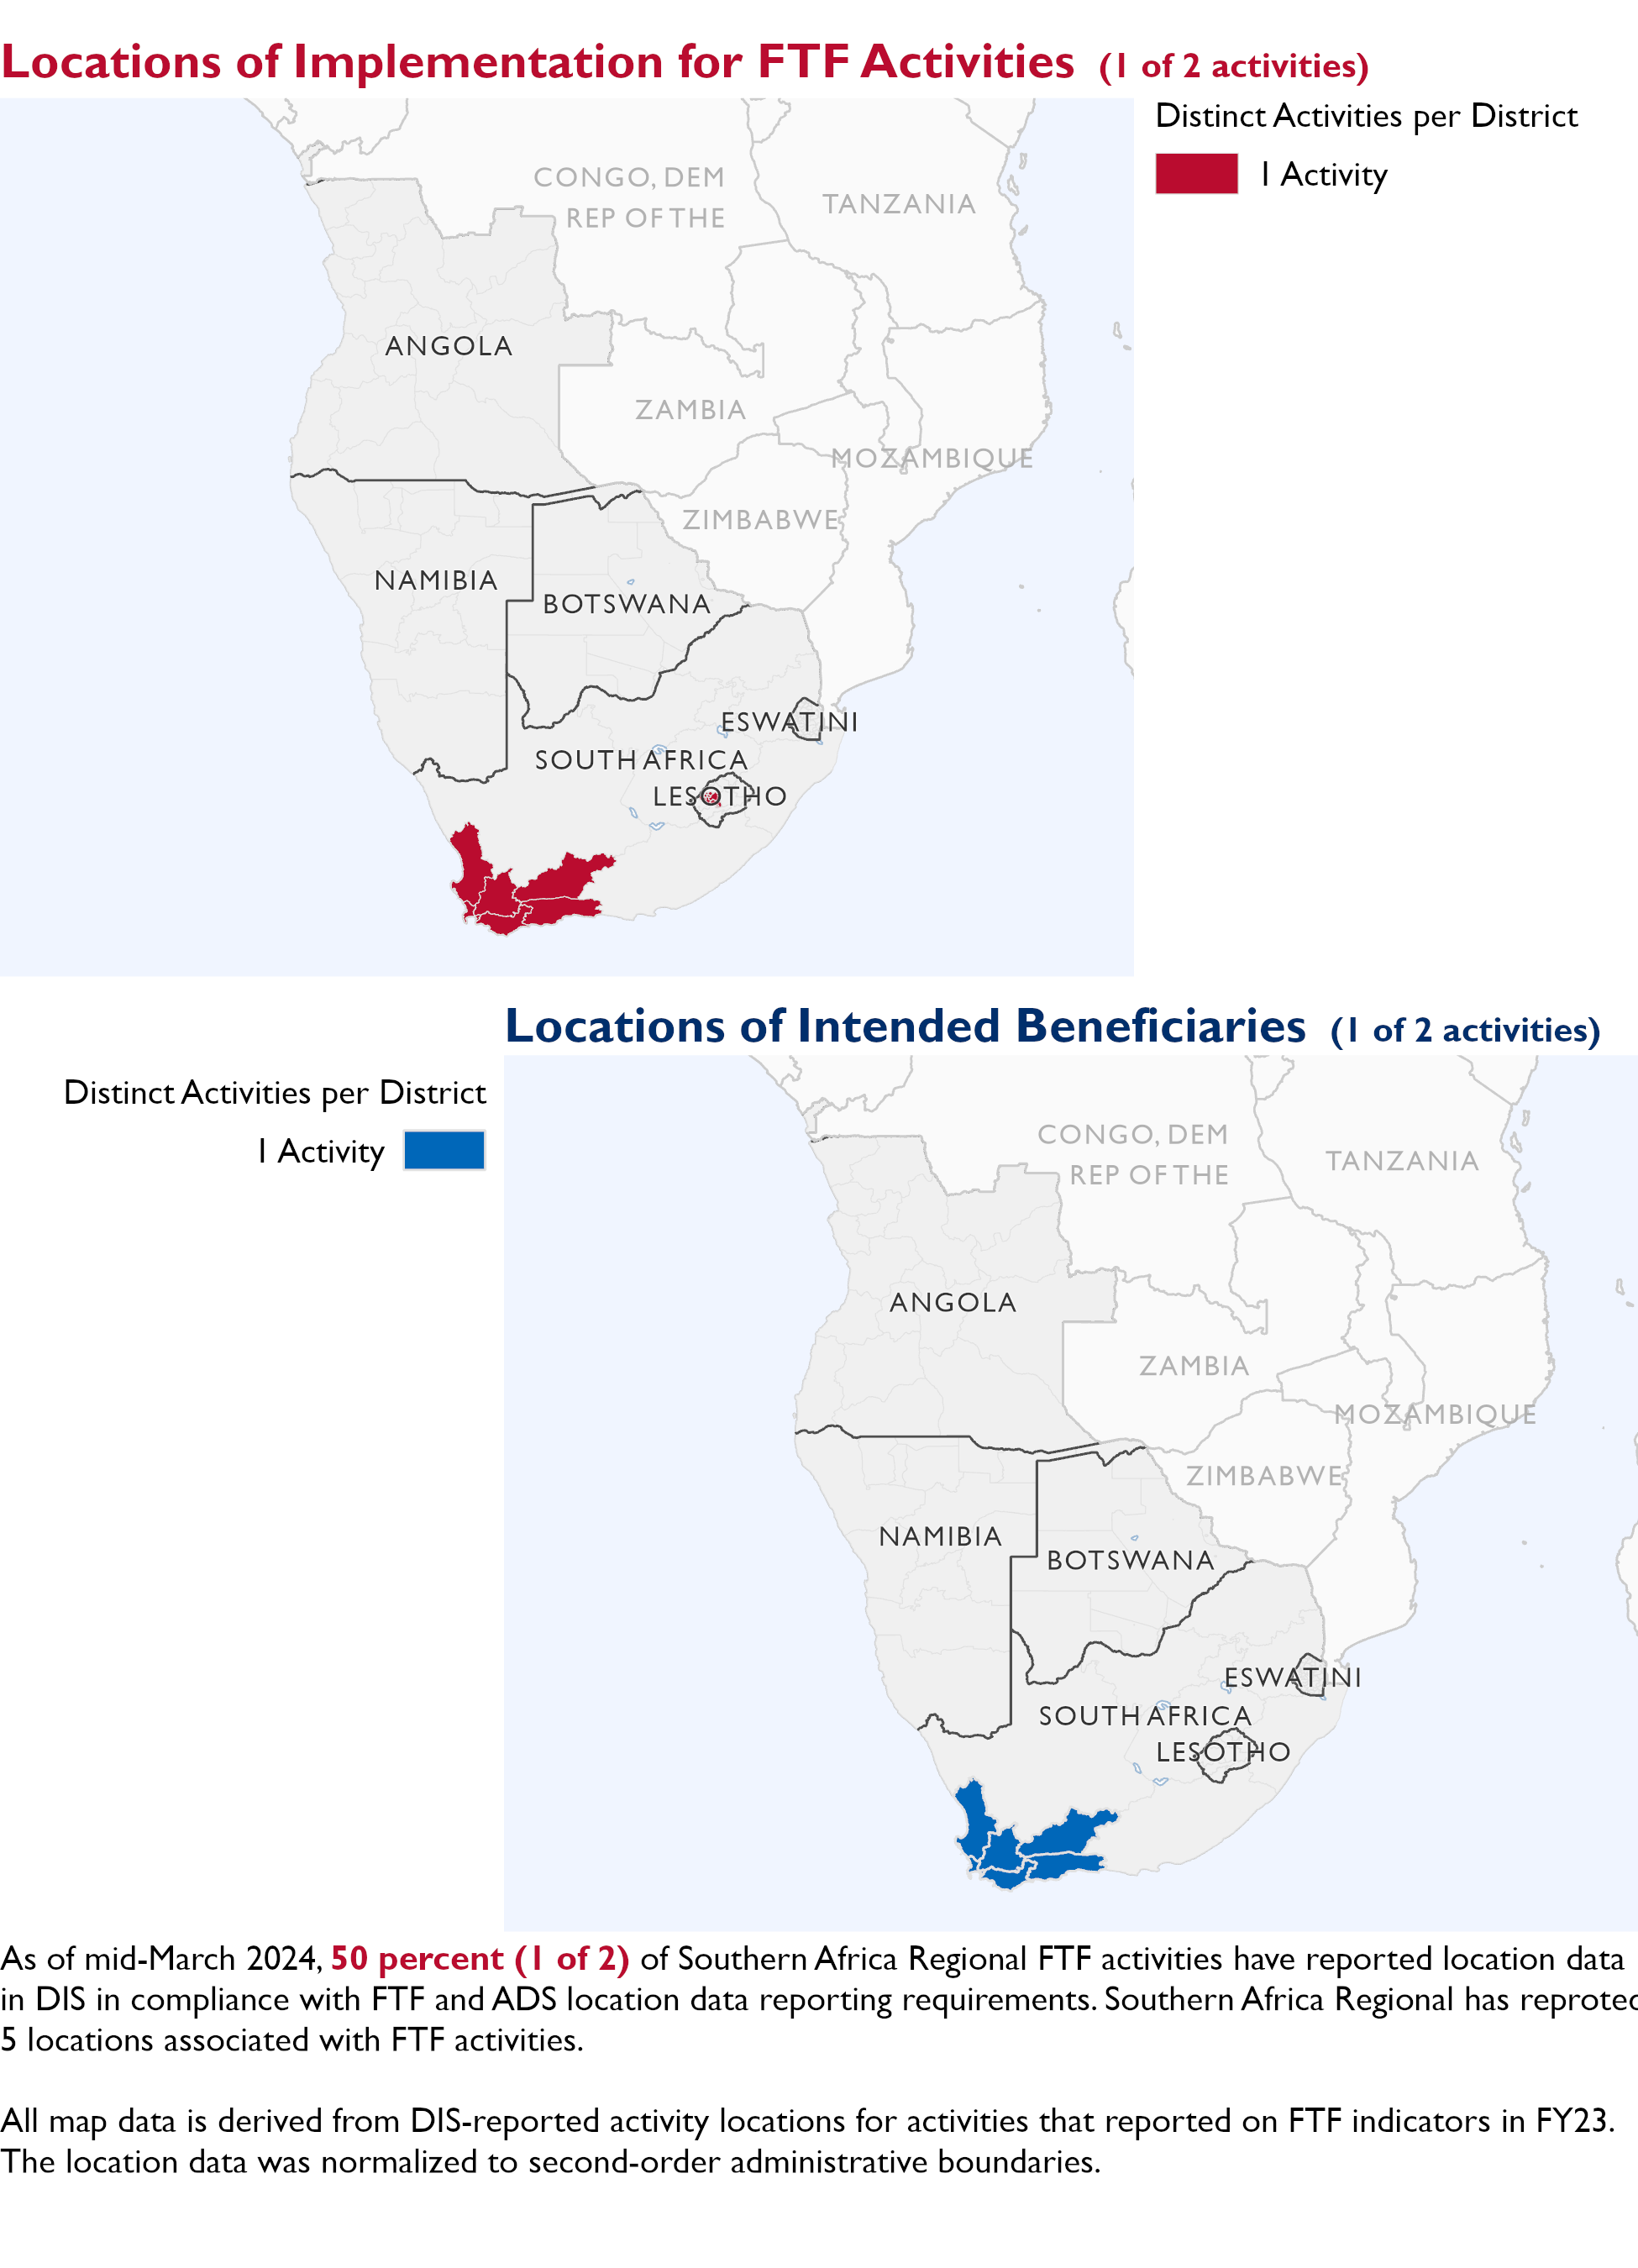 Locations of Implementation for FTF Activities (1 of 2 activities)
Distinct Activities per District
1 Activity
CONGO, DEM
REP OF THE
TANZANIA
ANGOLA
ZAMBIA
MOZAMBIQUE
ZIMBABWE
NAMIBIA
BOTSWANA
ESWATINI
SOUTH AFRICA
LESOTHO
Locations of Intended Beneficiaries (1 of 2 activities)
Distinct Activities per District
1 Activity
CONGO, DEM
REP OF THE
TANZANIA
ANGOLA
ZAMBIA
MOZAMBIQUE
ZIMBABWE
NAMIBIA
BOTSWANA
ESWATINI
SOUTH AFRICA
LESOTHO
As of mid-March 2024, 50 percent (1 of 2) of Southern Africa Regional FTF activities have reported location data
in DIS in compliance with FTF and ADS location data reporting requirements. Southern Africa Regional has reproted
5 locations associated with FTF activities.
All map data is derived from DIS-reported activity locations for activities that reported on FTF indicators in FY23.
The location data was normalized to second-order administrative boundaries.